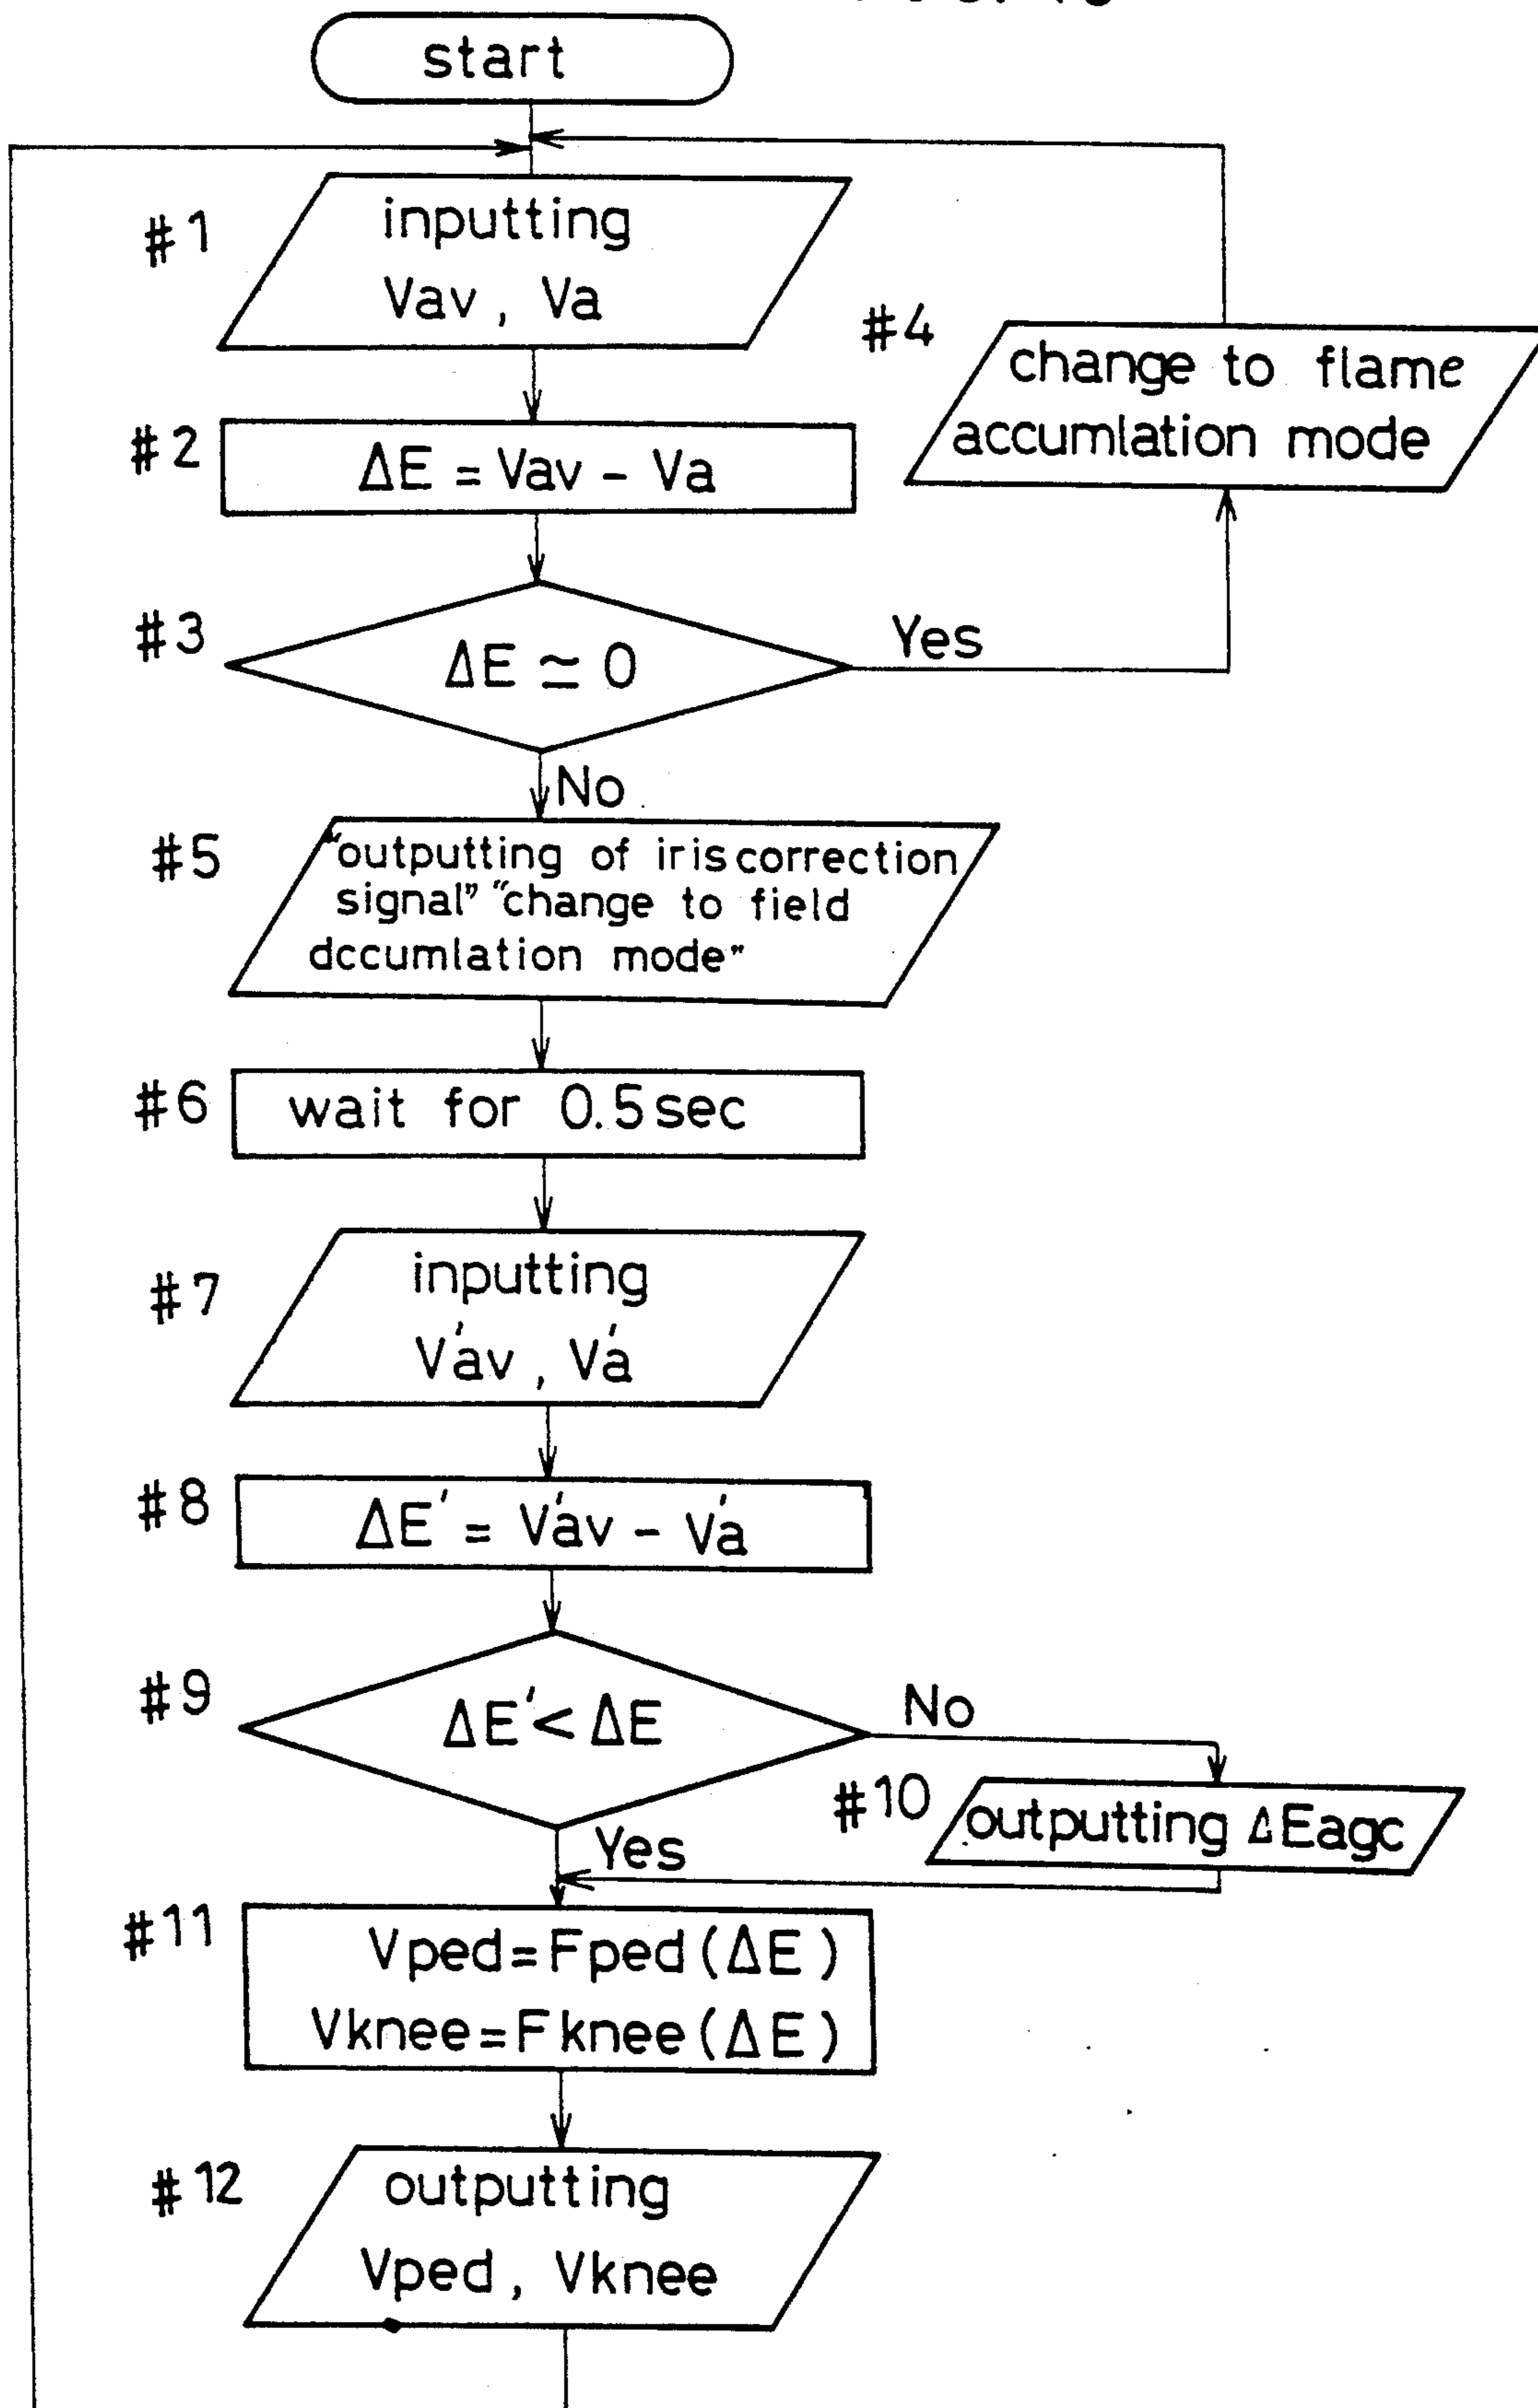 start
#1
inputting
Vav, Va
#4
change to flame
accumlation mode
#2
ΔE = Vav - Va
#3
ΔE ≃ 0
Yes
No
#5
"outputting of iris correction
signal" "change to field
dccumlation mode"
#6
wait for 0.5sec
#7
inputting
V'av, V'a
#8
ΔE' = V'av - V'a
#9
ΔE' < ΔE
No
#10
outputting ΔEagc
Yes
#11
Vped=Fped(ΔE)
Vknee=Fknee(ΔE)
#12
outputting
Vped, Vknee